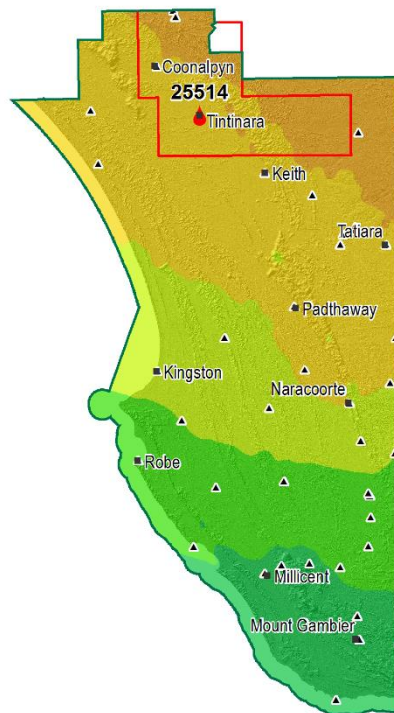 Coonalpyn
25514
Tintinara
Keith
Tatiara
Padthaway
Kingston
Naracoorte
Robe
Millicent
Mount Gambier